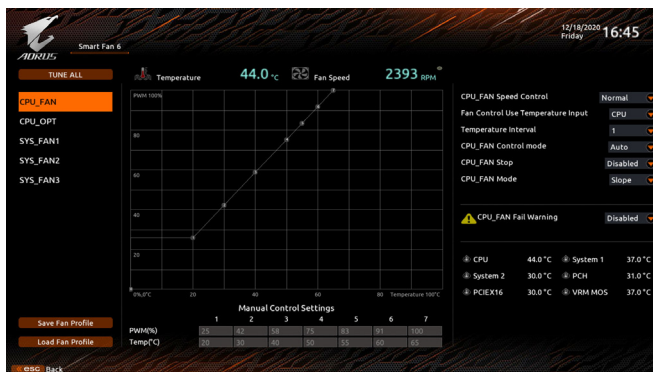 12/18/2020
Friday
16:45
AORUS
Smart Fan 6
TUNE ALL
CPU_FAN
CPU_OPT
SYS_FAN1
SYS_FAN2
SYS_FAN3
Save Fan Profile
Load Fan Profile
esc Back
Temperature 44.0 °C Fan Speed 2393 RPM
PWM 100%
80
60
40
20
0%,0°C 20 40 60 80 Temperature 100°C
Manual Control Settings
1 2 3 4 5 6 7
PWM(%) 25 42 58 75 83 91 100
Temp(°C) 20 30 40 50 55 60 65
CPU_FAN Speed Control Normal
Fan Control Use Temperature Input CPU
Temperature Interval 1
CPU_FAN Control mode Auto
CPU_FAN Stop Disabled
CPU_FAN Mode Slope
CPU_FAN Fail Warning Disabled
CPU 44.0°C System 1 37.0°C
System 2 30.0°C PCH 31.0°C
PCIEX16 30.0°C VRM MOS 37.0°C